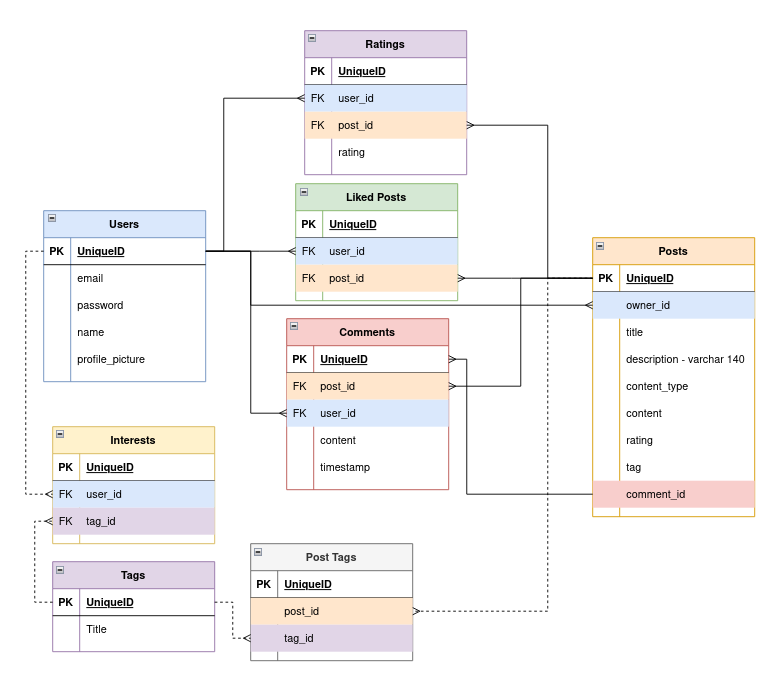 Ratings
PK UniqueID
FK user_id
FK post_id
rating
Liked Posts
PK UniqueID
FK user_id
FK post_id
Users
PK UniqueID
email
password
name
profile_picture
Posts
PK UniqueID
owner_id
title
description - varchar 140
content_type
content
rating
tag
comment_id
Comments
PK UniqueID
FK post_id
FK user_id
content
timestamp
Interests
PK UniqueID
FK user_id
FK tag_id
Tags
PK UniqueID
Title
Post Tags
PK UniqueID
post_id
tag_id